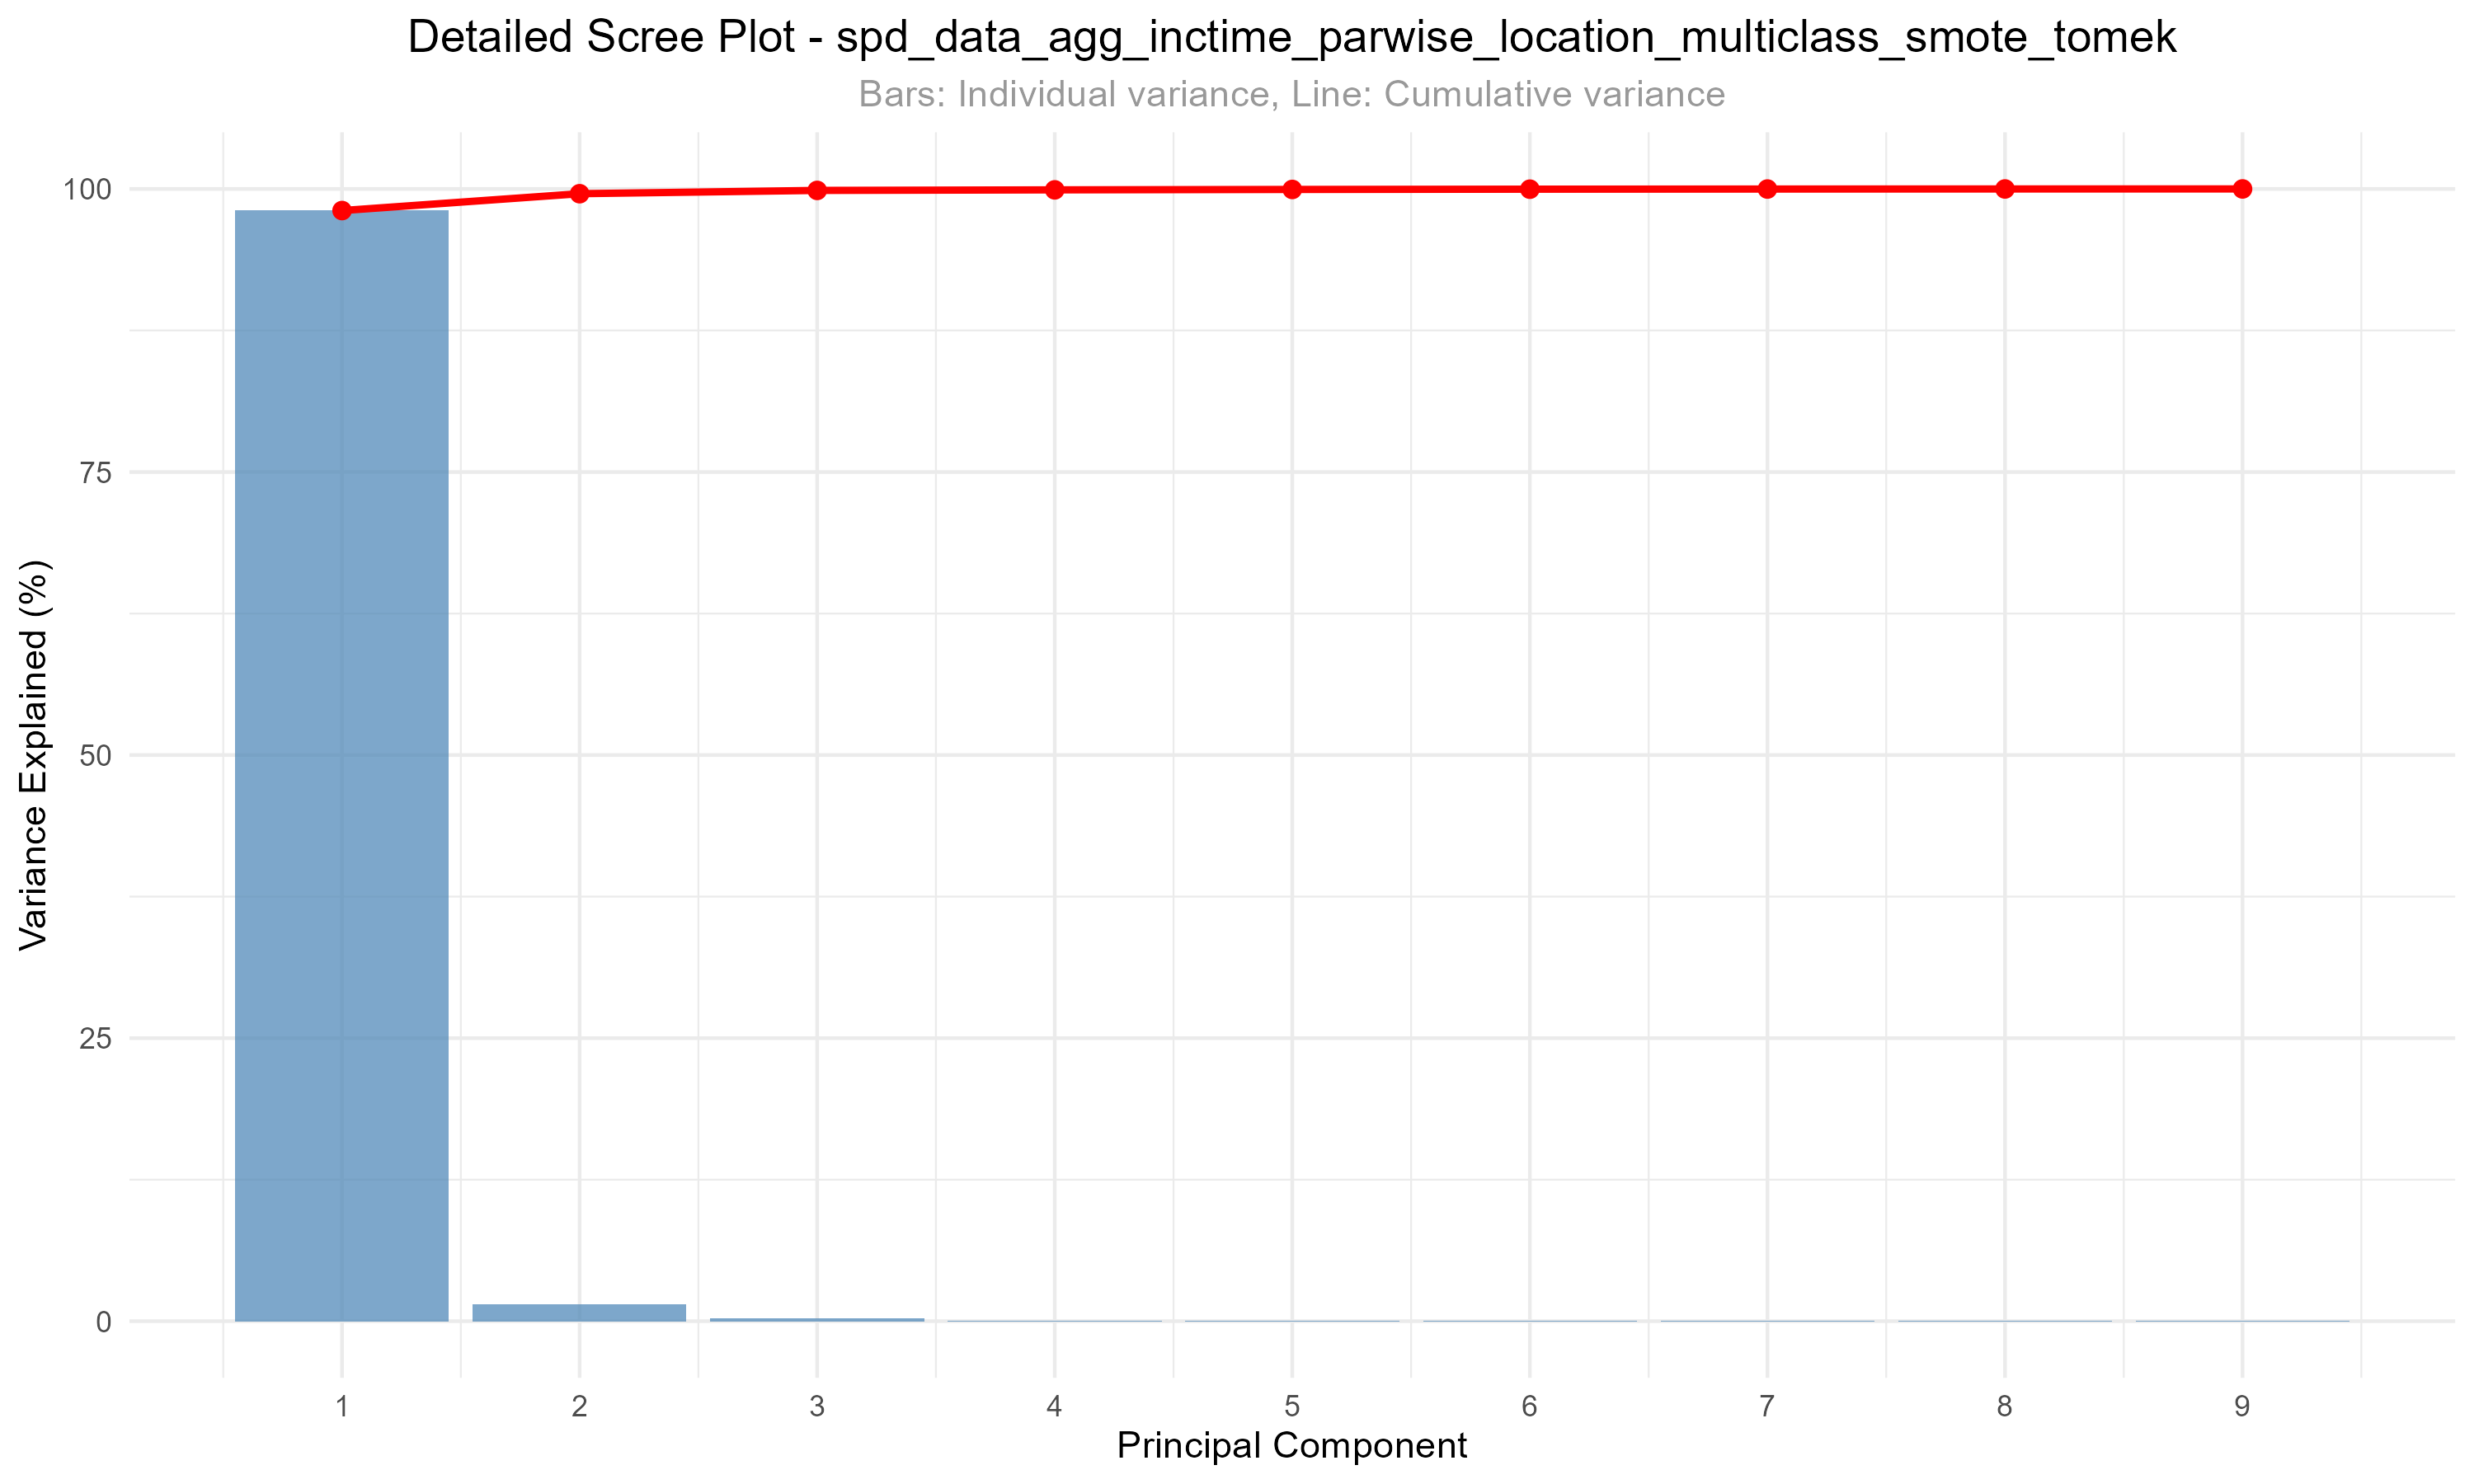 Detailed Scree Plot - spd_data_agg_inctime_parwise_location_multiclass_smote_tomek
Bars: Individual variance, Line: Cumulative variance
Variance Explained (%)
100
75
50
25
0
1 2 3 4 5 6 7 8 9
Principal Component